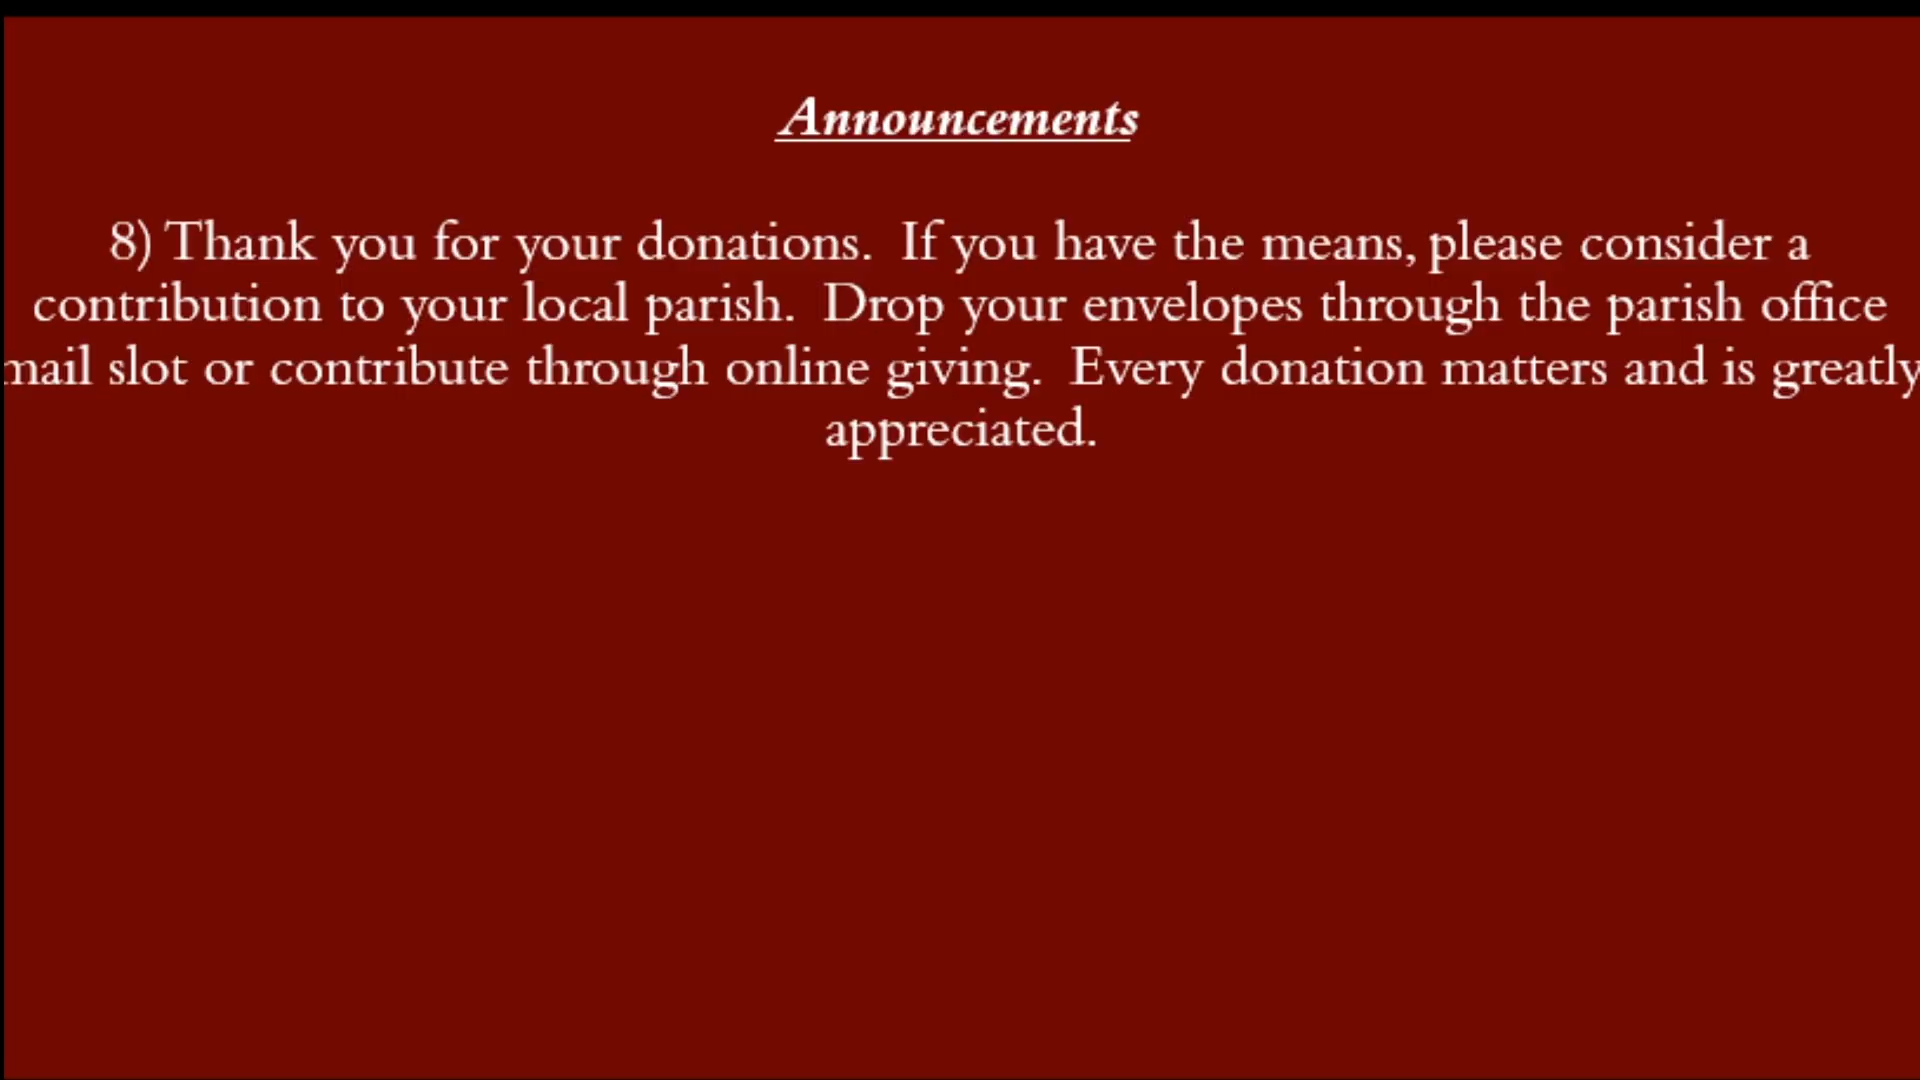 Announcements
8) Thank you for your donations.  If you have the means, please consider a
contribution to your local parish.  Drop your envelopes through the parish office
mail slot or contribute through online giving.  Every donation matters and is greatly
appreciated.